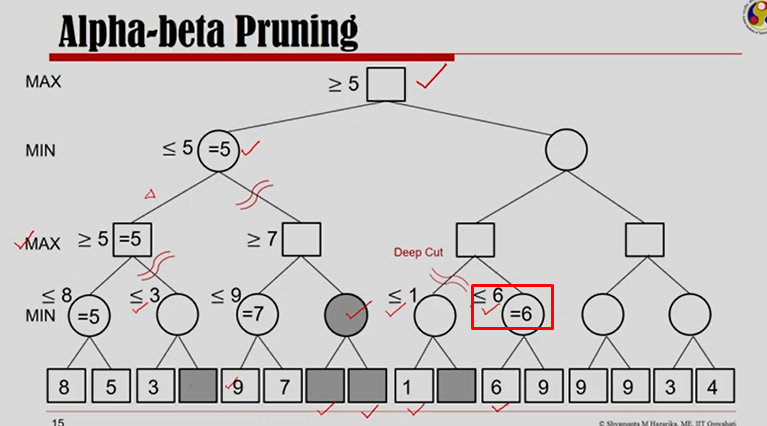 Alpha-beta Pruning
MAX ≥ 5
MIN ≤ 5 =5
MAX ≥ 5 =5 ≥ 7
Deep Cut
≤ 8 ≤ 3 ≤ 9 ≤ 1 ≤ 6
MIN =5 =7 =6
8 5 3 9 7 1 6 9 9 9 3 4
15 © Shyamanta M Hazarika, ME, IIT Guwahati